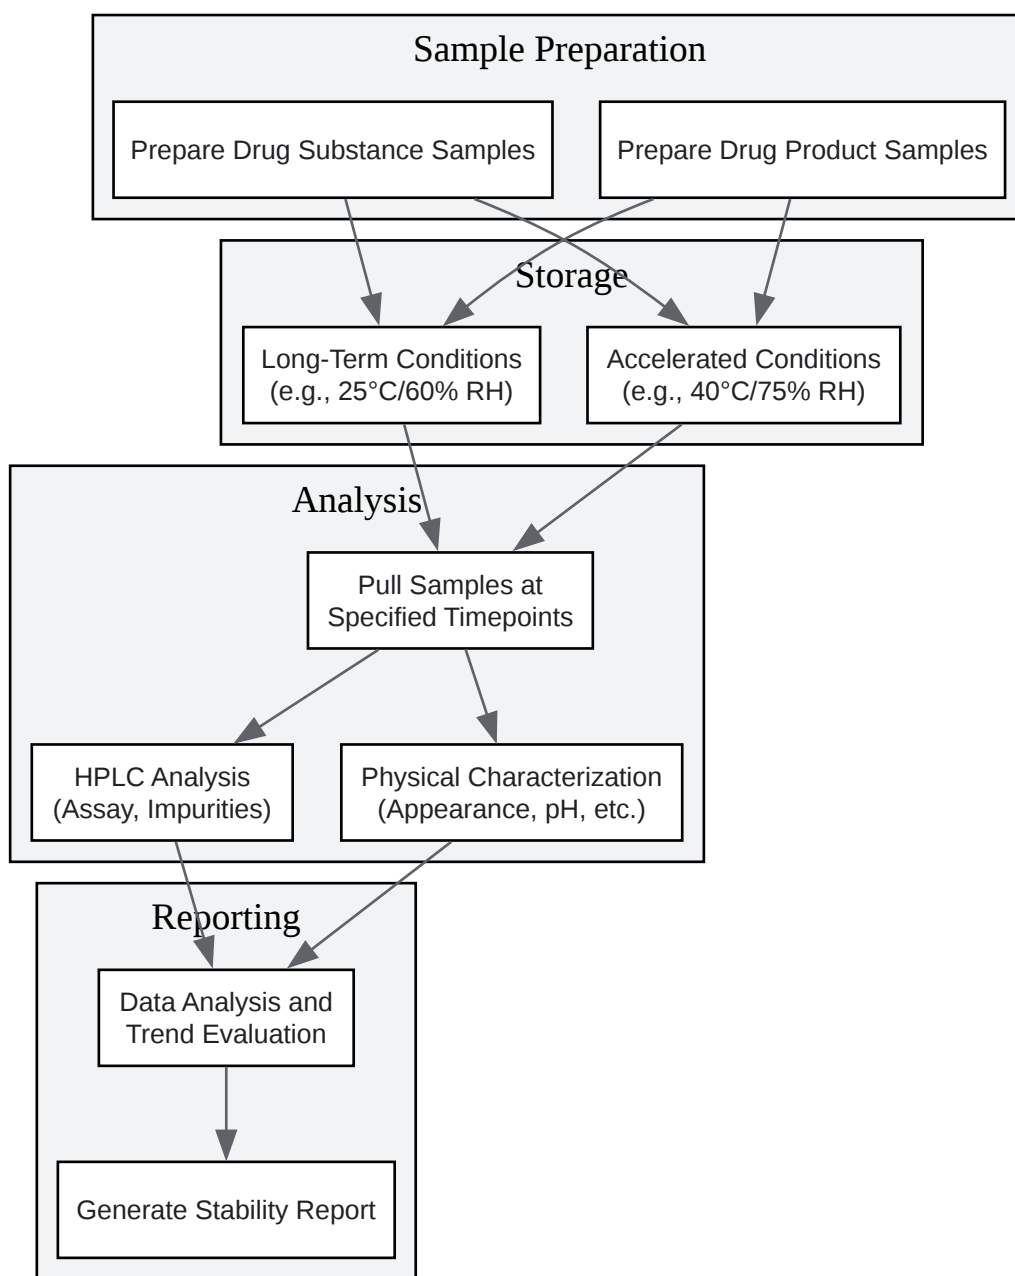 Sample Preparation
Prepare Drug Substance Samples
Prepare Drug Product Samples
Storage
Long-Term Conditions
(e.g., 25°C/60% RH)
Accelerated Conditions
(e.g., 40°C/75% RH)
Analysis
Pull Samples at
Specified Timepoints
HPLC Analysis
(Assay, Impurities)
Physical Characterization
(Appearance, pH, etc.)
Reporting
Data Analysis and
Trend Evaluation
Generate Stability Report